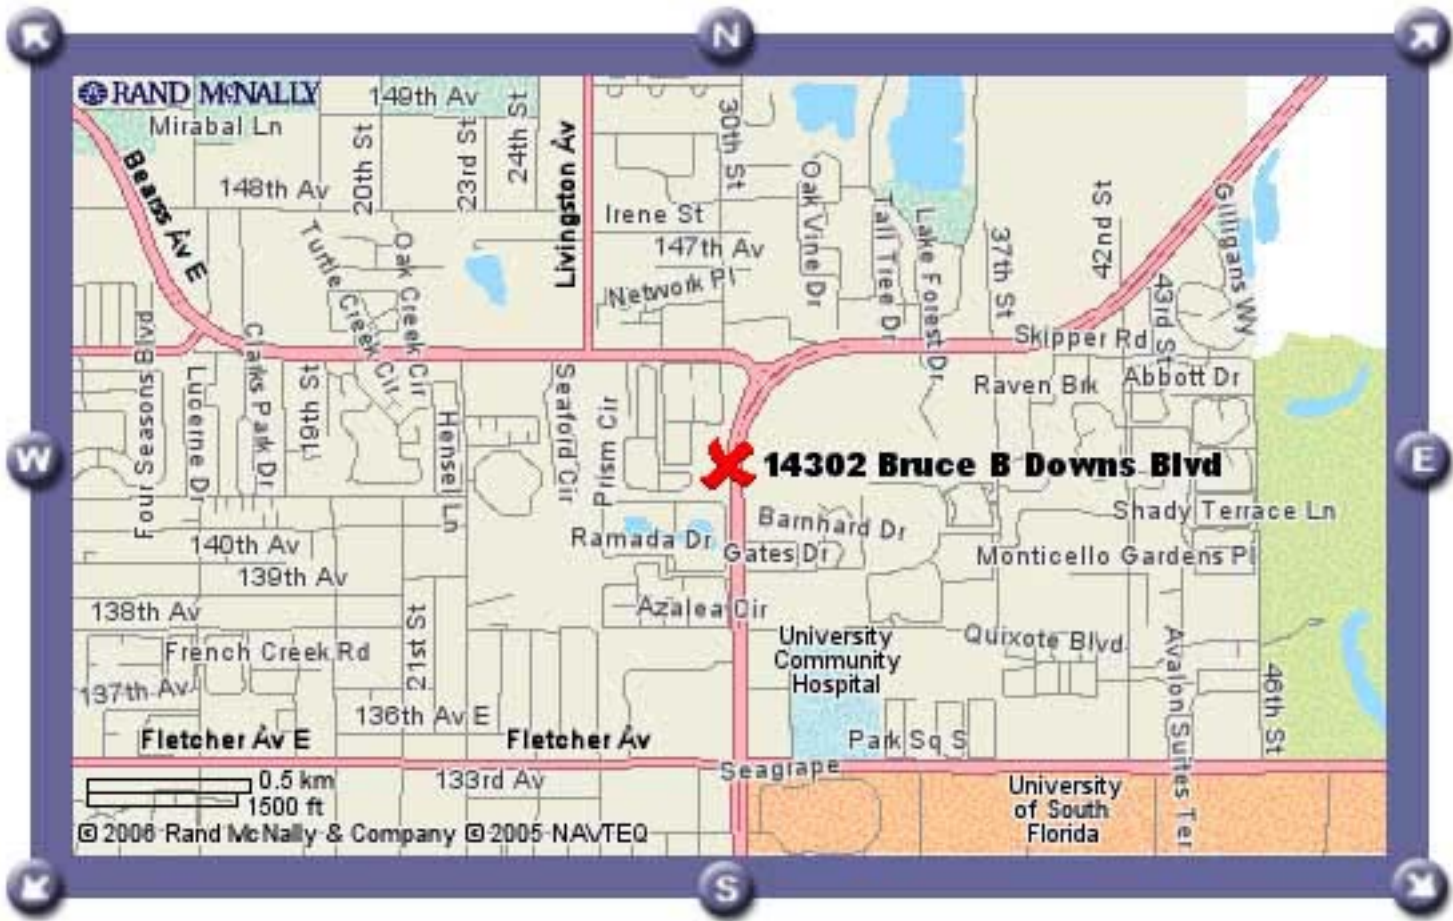 N
RAND McNALLY
149th Av
Mirabal Ln
20th St
23rd St
24th St
Livingston Av
30th St
148th Av
Bearss Av E
Irene St
147th Av
Network Pl
Oak Vine Dr
Tall Tree Dr
Lake Forest Dr
37th St
42nd St
43rd St
Gilligans Wy
Turtle Creek Cir
Oak Creek Cir
Skipper Rd
Raven Brk
Abbott Dr
Four Seasons Blvd
Lucerne Dr
Clarks Park Dr
19th St
Hensel Ln
Seaford Cir
Prism Cir
W
14302 Bruce B Downs Blvd
E
Shady Terrace Ln
Barnhard Dr
Ramada Dr
Gates Dr
Monticello Gardens Pl
140th Av
139th Av
138th Av
21st St
Azalea Cir
University
Community
Hospital
Quixote Blvd
Avalon Suites Ter
46th St
French Creek Rd
137th Av
136th Av E
Fletcher Av E
Fletcher Av
Park Sq S
Seagrape
133rd Av
0.5 km
1500 ft
University
of South
Florida
© 2006 Rand McNally & Company © 2005 NAVTEQ
S